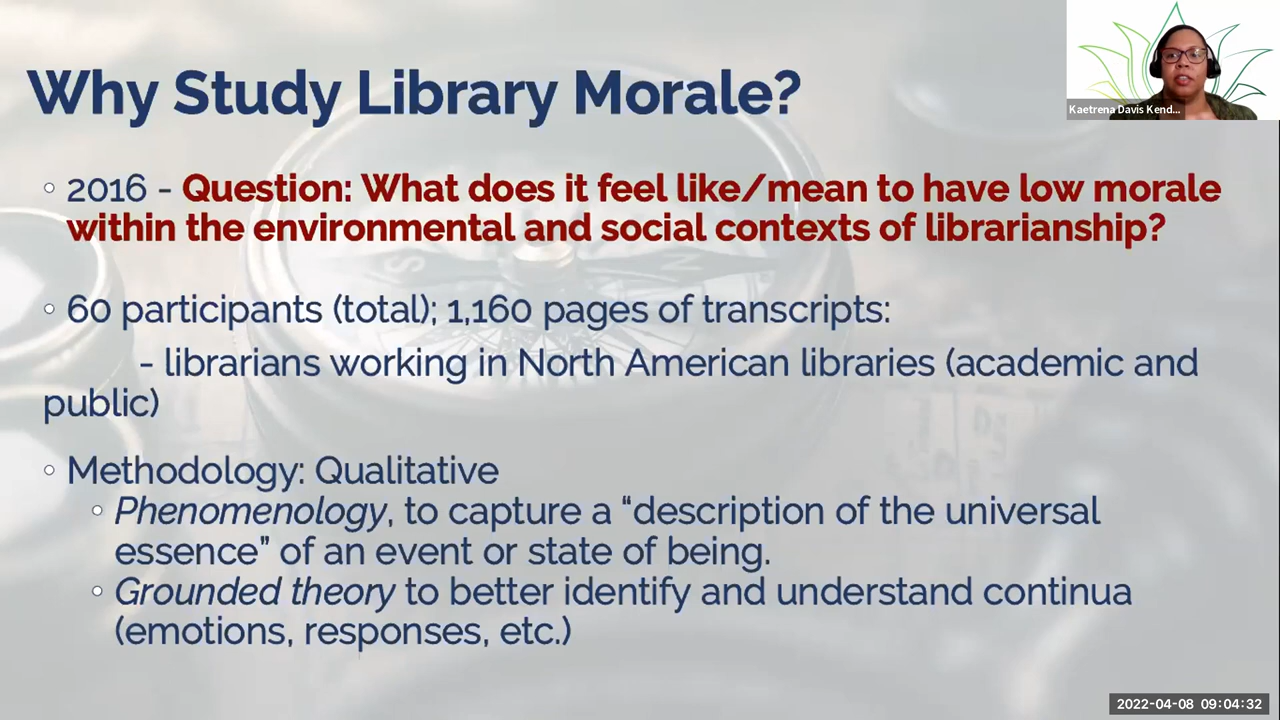 Why Study Library Morale?
Kaetrena Davis Kend...
◦ 2016 - Question: What does it feel like/mean to have low morale
within the environmental and social contexts of librarianship?
◦ 60 participants (total); 1,160 pages of transcripts:
- librarians working in North American libraries (academic and
public)
◦ Methodology: Qualitative
◦ Phenomenology, to capture a “description of the universal
essence” of an event or state of being.
◦ Grounded theory to better identify and understand continua
(emotions, responses, etc.)
2022-04-08 09:04:32